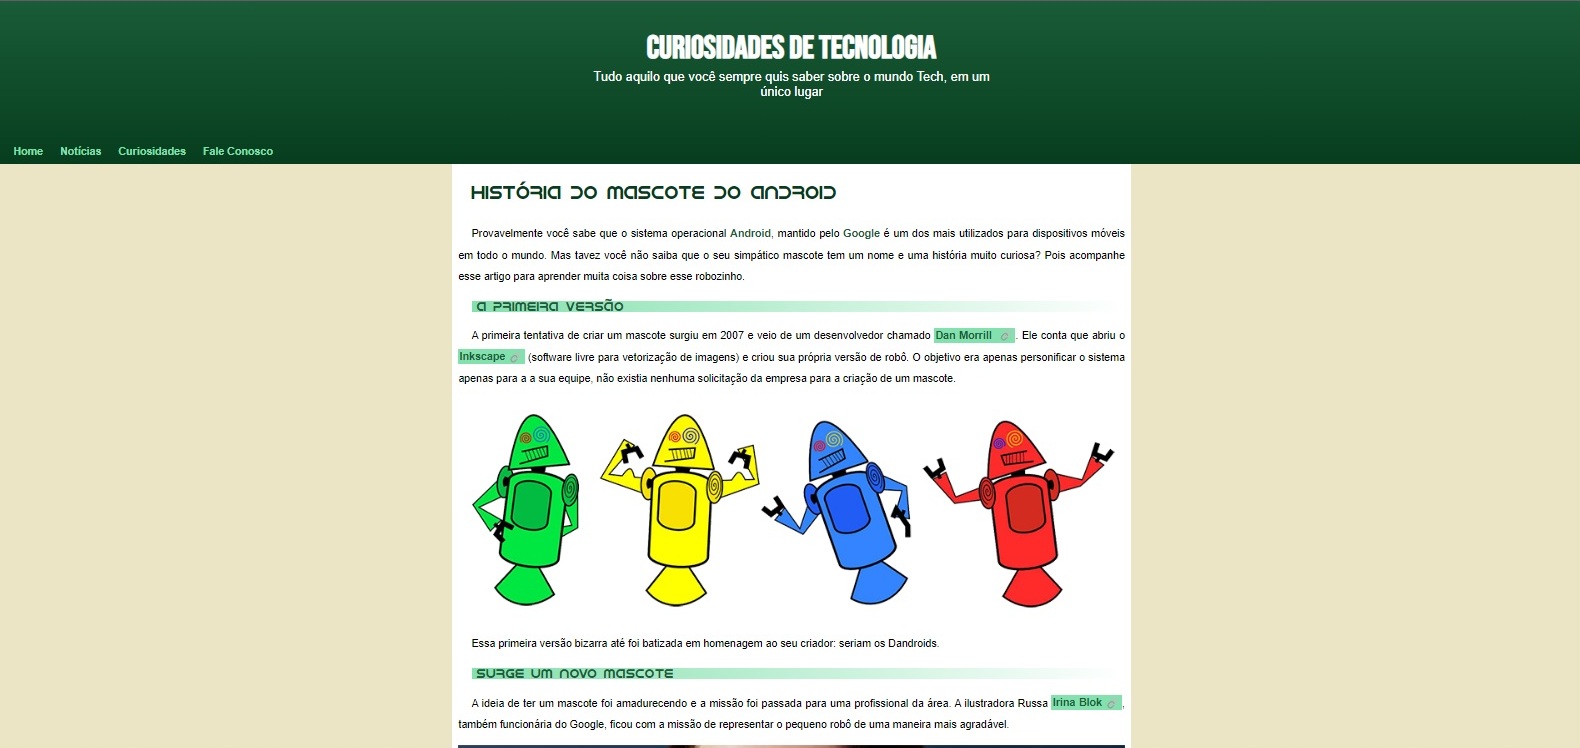 CURIOSIDADES DE TECNOLOGIA
Tudo aquilo que você sempre quis saber sobre o mundo Tech, em um
único lugar
Home Notícias Curiosidades Fale Conosco
HISTÓRIA DO MASCOTE DO ANDROID
Provavelmente você sabe que o sistema operacional Android, mantido pelo Google é um dos mais utilizados para dispositivos móveis
em todo o mundo. Mas tavez você não saiba que o seu simpático mascote tem um nome e uma história muito curiosa? Pois acompanhe
esse artigo para aprender muita coisa sobre esse robozinho.
A PRIMEIRA VERSÃO
A primeira tentativa de criar um mascote surgiu em 2007 e veio de um desenvolvedor chamado Dan Morrill . Ele conta que abriu o
Inkscape (software livre para vetorização de imagens) e criou sua própria versão de robô. O objetivo era apenas personificar o sistema
apenas para a a sua equipe, não existia nenhuma solicitação da empresa para a criação de um mascote.
Essa primeira versão bizarra até foi batizada em homenagem ao seu criador: seriam os Dandroids.
SURGE UM NOVO MASCOTE
A ideia de ter um mascote foi amadurecendo e a missão foi passada para uma profissional da área. A ilustradora Russa Irina Blok ,
também funcionária do Google, ficou com a missão de representar o pequeno robô de uma maneira mais agradável.